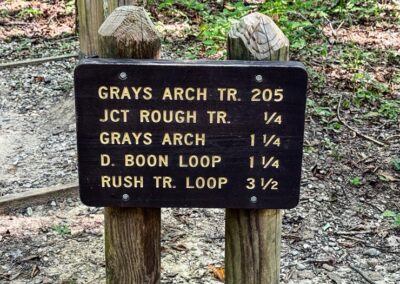 GRAYS ARCH TR. 205
JCT ROUGH TR. ¼
GRAYS ARCH 1 ¼
D. BOON LOOP 1 ¼
RUSH TR. LOOP 3 ½